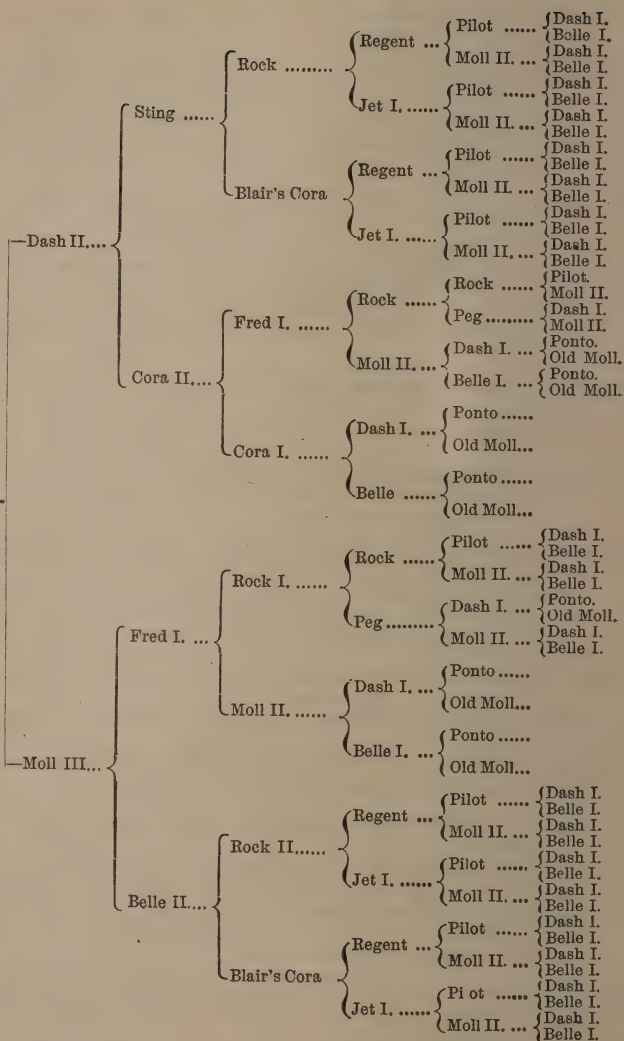 Pilot ...... Dash I.
Belle I.
Regent ...
Moll II. ... Dash I.
Belle I.
Rock .........
Pilot ...... Dash I.
Belle I.
Jet I. ......
Moll II. ... Dash I.
Belle I.
Sting ......
Pilot ...... Dash I.
Belle I.
Regent ...
Moll II. ... Dash I.
Belle I.
Blair's Cora
Pilot ...... Dash I.
Belle I.
Jet I. ......
Moll II. ... Dash I.
Belle I.
—Dash II....
Rock ...... Pilot.
Moll II.
Rock ......
Peg ......... Dash I.
Moll II.
Fred I. ......
Dash I. ... Ponto.
Old Moll.
Moll II. ...
Belle I. ... Ponto.
Old Moll.
Cora II....
Ponto ......
Dash I. ...
Old Moll...
Cora I. ......
Ponto ......
Belle ......
Old Moll...
Pilot ...... Dash I.
Belle I.
Rock ......
Moll II. ... Dash I.
Belle I.
Rock I. ......
Dash I. ... Ponto.
Old Moll.
Peg .........
Moll II. ... Dash I.
Belle I.
Fred I. ...
Ponto ......
Dash I. ...
Old Moll...
Moll II. ......
Ponto ......
Belle I. ...
Old Moll...
—Moll III...
Pilot ...... Dash I.
Belle I.
Regent ...
Moll II. ... Dash I.
Belle I.
Rock II......
Pilot ...... Dash I.
Belle I.
Jet I. ......
Moll II. ... Dash I.
Belle I.
Belle II....
Pilot ...... Dash I.
Belle I.
Regent ...
Moll II. ... Dash I.
Belle I.
Blair's Cora
Pi ot ...... Dash I.
Belle I.
Jet I. ......
Moll II. ... Dash I.
Belle I.